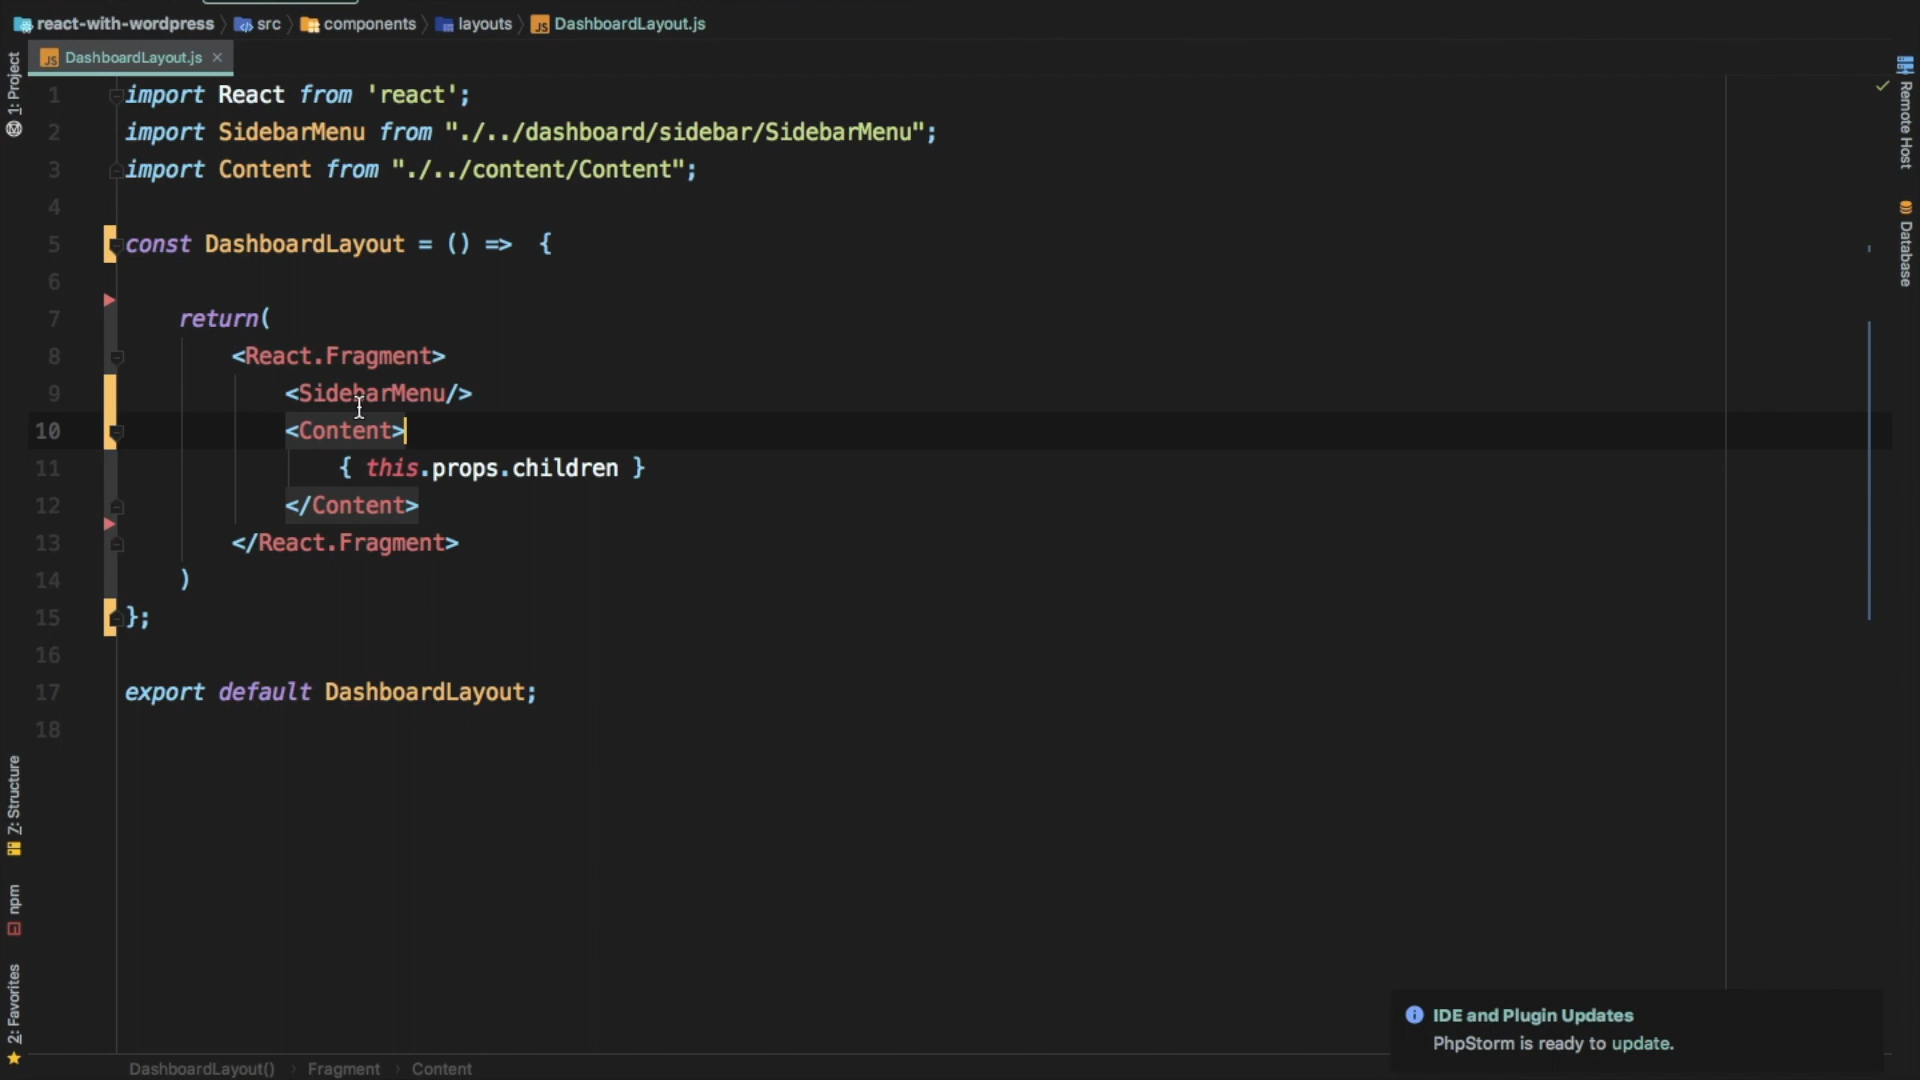 react-with-wordpress src components layouts DashboardLayout.js
DashboardLayout.js
1 import React from 'react';
2 import SidebarMenu from "./../dashboard/sidebar/SidebarMenu";
3 import Content from "./../content/Content";
4
5 const DashboardLayout = () => {
6
7 return(
8 <React.Fragment>
9 <SidebarMenu/>
10 <Content>
11 { this.props.children }
12 </Content>
13 </React.Fragment>
14 )
15 };
16
17 export default DashboardLayout;
18
1: Project
Z: Structure
npm
2: Favorites
Remote Host
Database
IDE and Plugin Updates
PhpStorm is ready to update.
DashboardLayout() Fragment Content